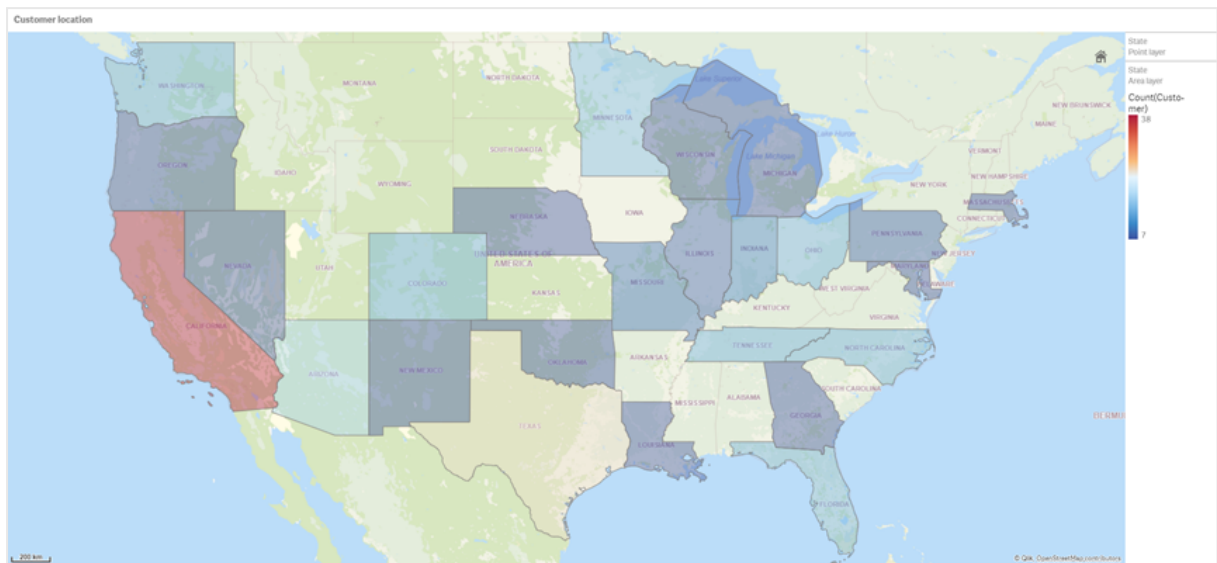 Customer location
State
Point layer
State
Area layer
Count(Custo-
mer)
38
7
WASHINGTON
MONTANA
NORTH DAKOTA
MINNESOTA
Lake Superior
NEW BRUNSWICK
MAINE
OREGON
IDAHO
SOUTH DAKOTA
WISCONSIN
Lake Michigan
Lake Huron
MICHIGAN
VERMONT
NEW HAMPSHIRE
WYOMING
NEW YORK
MASSACHUSETTS
IOWA
CONNECTICUT
NEBRASKA
PENNSYLVANIA
NEVADA
UTAH
UNITED STATES OF
AMERICA
COLORADO
ILLINOIS
INDIANA
OHIO
NEW JERSEY
MARYLAND
DELAWARE
KANSAS
MISSOURI
WEST VIRGINIA
KENTUCKY
VIRGINIA
CALIFORNIA
TENNESSEE
NORTH CAROLINA
ARIZONA
NEW MEXICO
OKLAHOMA
ARKANSAS
SOUTH CAROLINA
MISSISSIPPI
ALABAMA
GEORGIA
TEXAS
LOUISIANA
FLORIDA
200 km
© Qlik, OpenStreetMap contributors